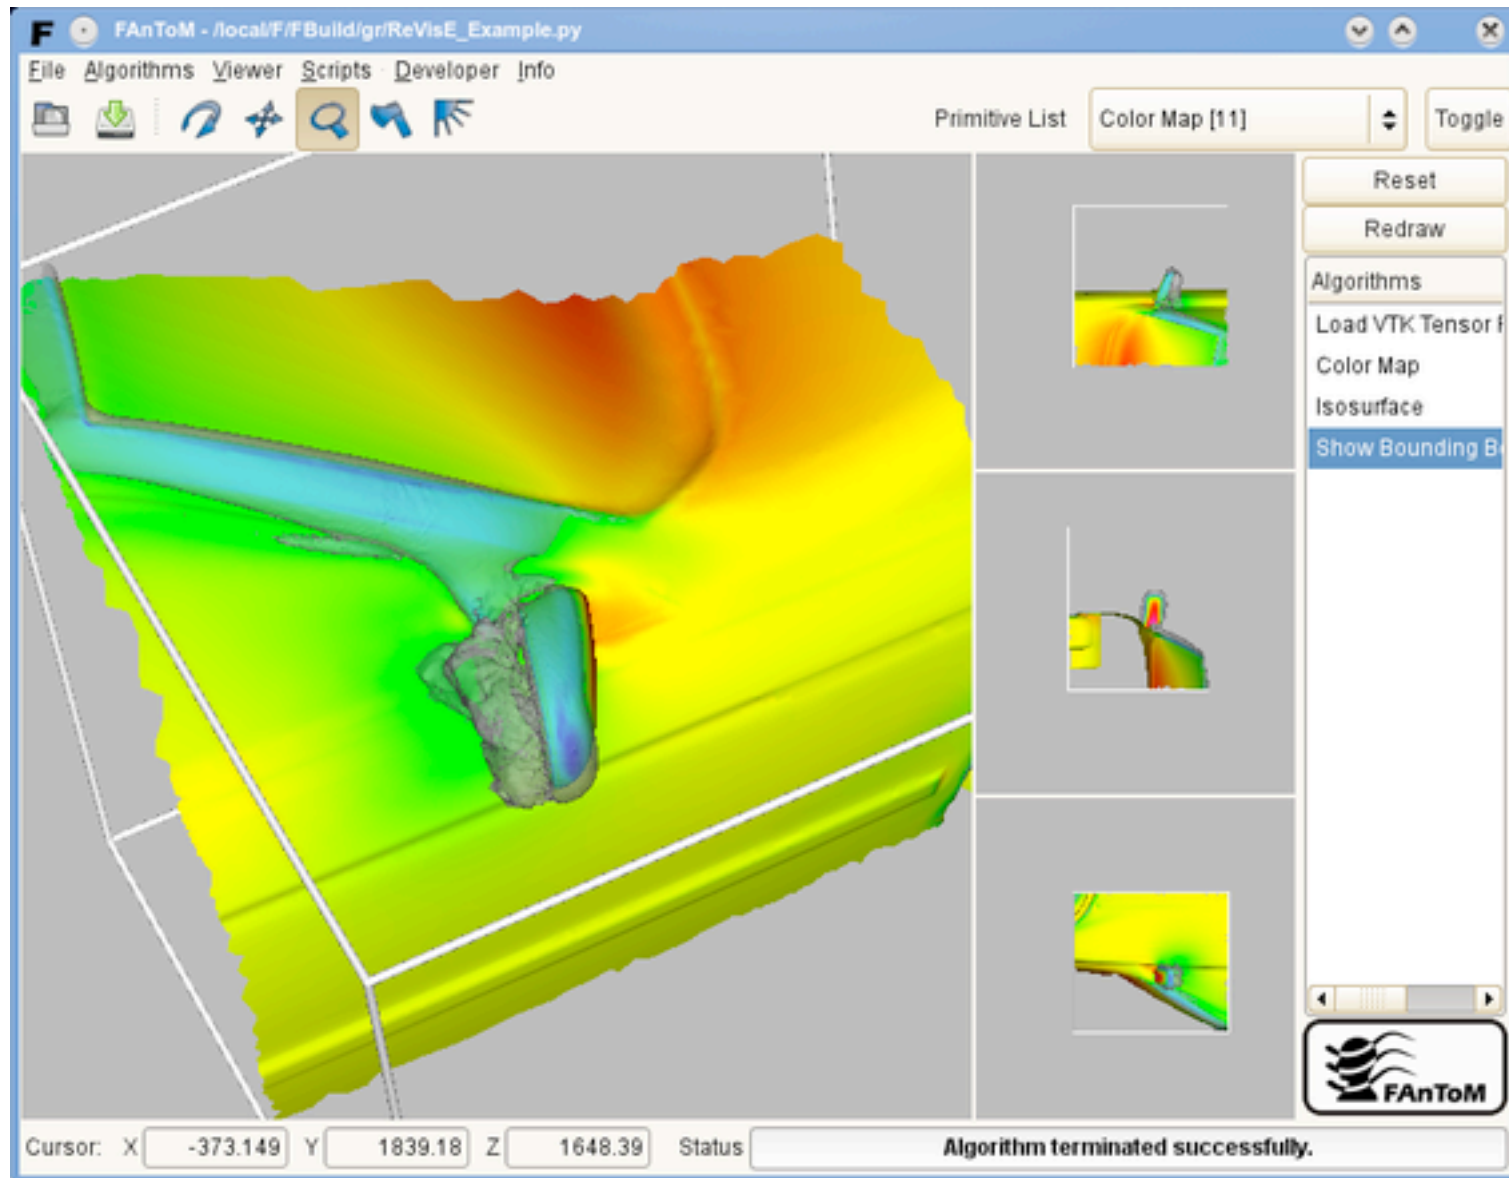 FAnToM - /local/F/FBuild/gr/ReVisE_Example.py
File Algorithms Viewer Scripts Developer Info
Primitive List Color Map [11] Toggle
Reset
Redraw
Algorithms
Load VTK Tensor F
Color Map
Isosurface
Show Bounding B
FAnToM
Cursor: X -373.149 Y 1839.18 Z 1648.39 Status Algorithm terminated successfully.